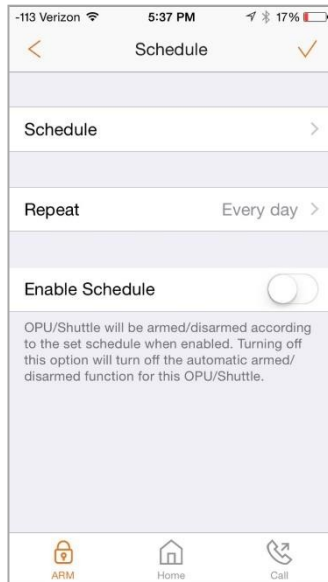 -113 Verizon 5:37 PM 17%
Schedule
Schedule
Repeat Every day
Enable Schedule
OPU/Shuttle will be armed/disarmed according
to the set schedule when enabled. Turning off
this option will turn off the automatic armed/
disarmed function for this OPU/Shuttle.
ARM Home Call